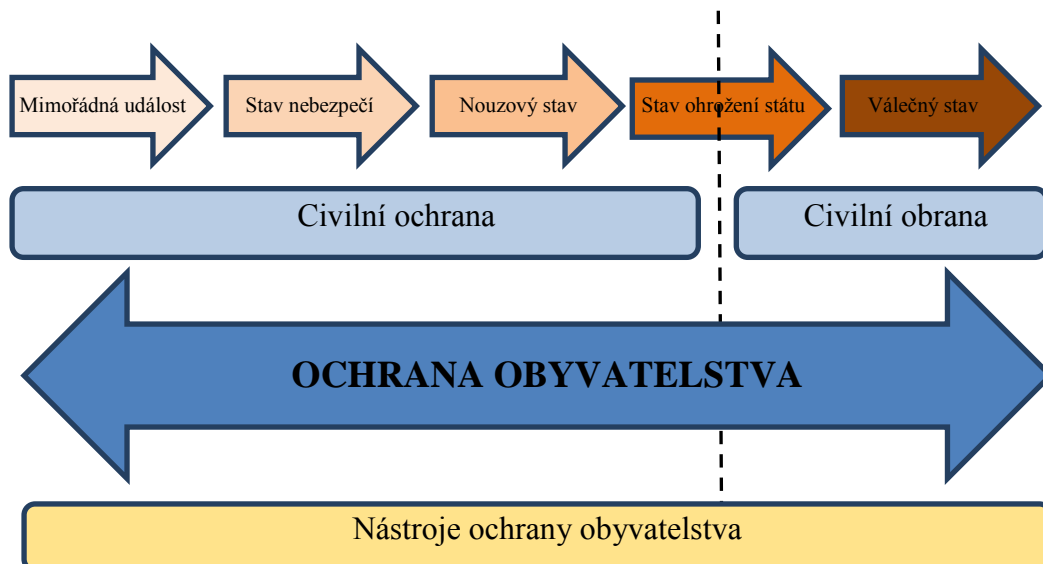 Mimořádná událost
Stav nebezpečí
Nouzový stav
Stav ohrožení státu
Válečný stav
Civilní ochrana
Civilní obrana
OCHRANA OBYVATELSTVA
Nástroje ochrany obyvatelstva